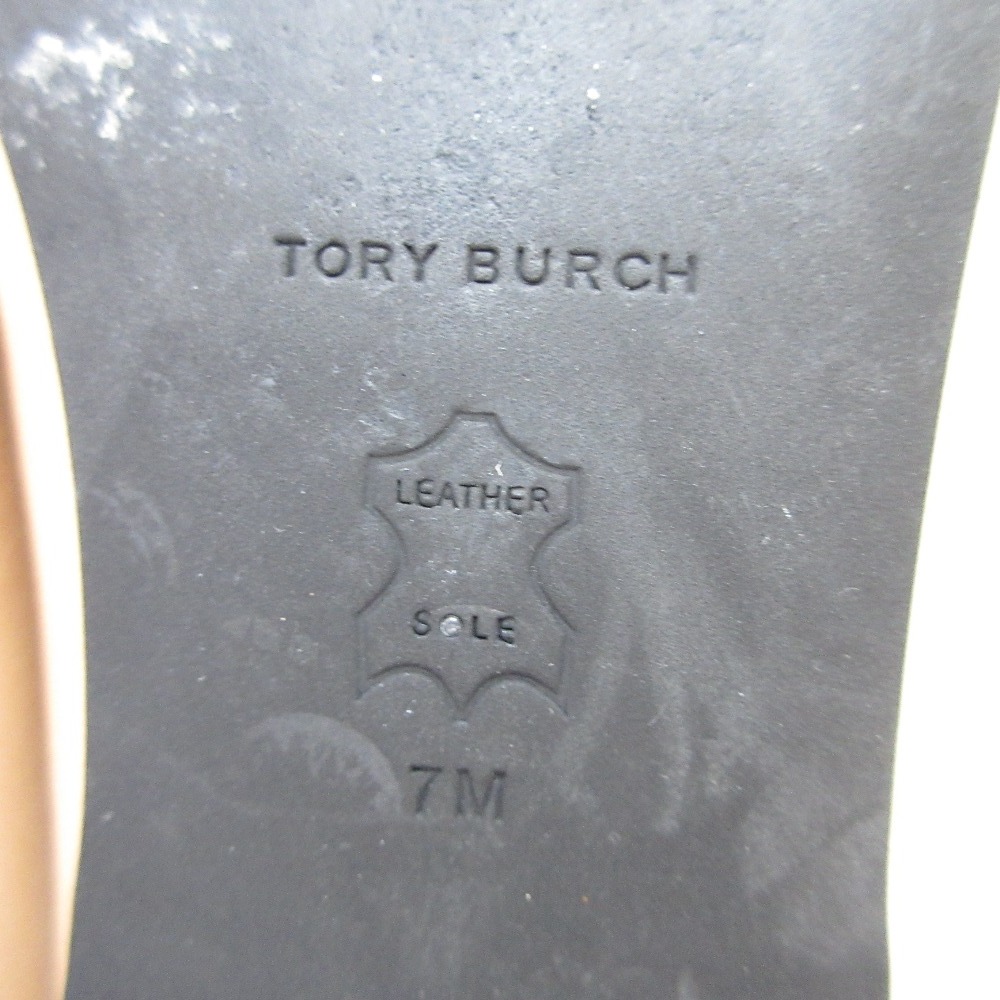 TORY BURCH
LEATHER
SOLE
7M